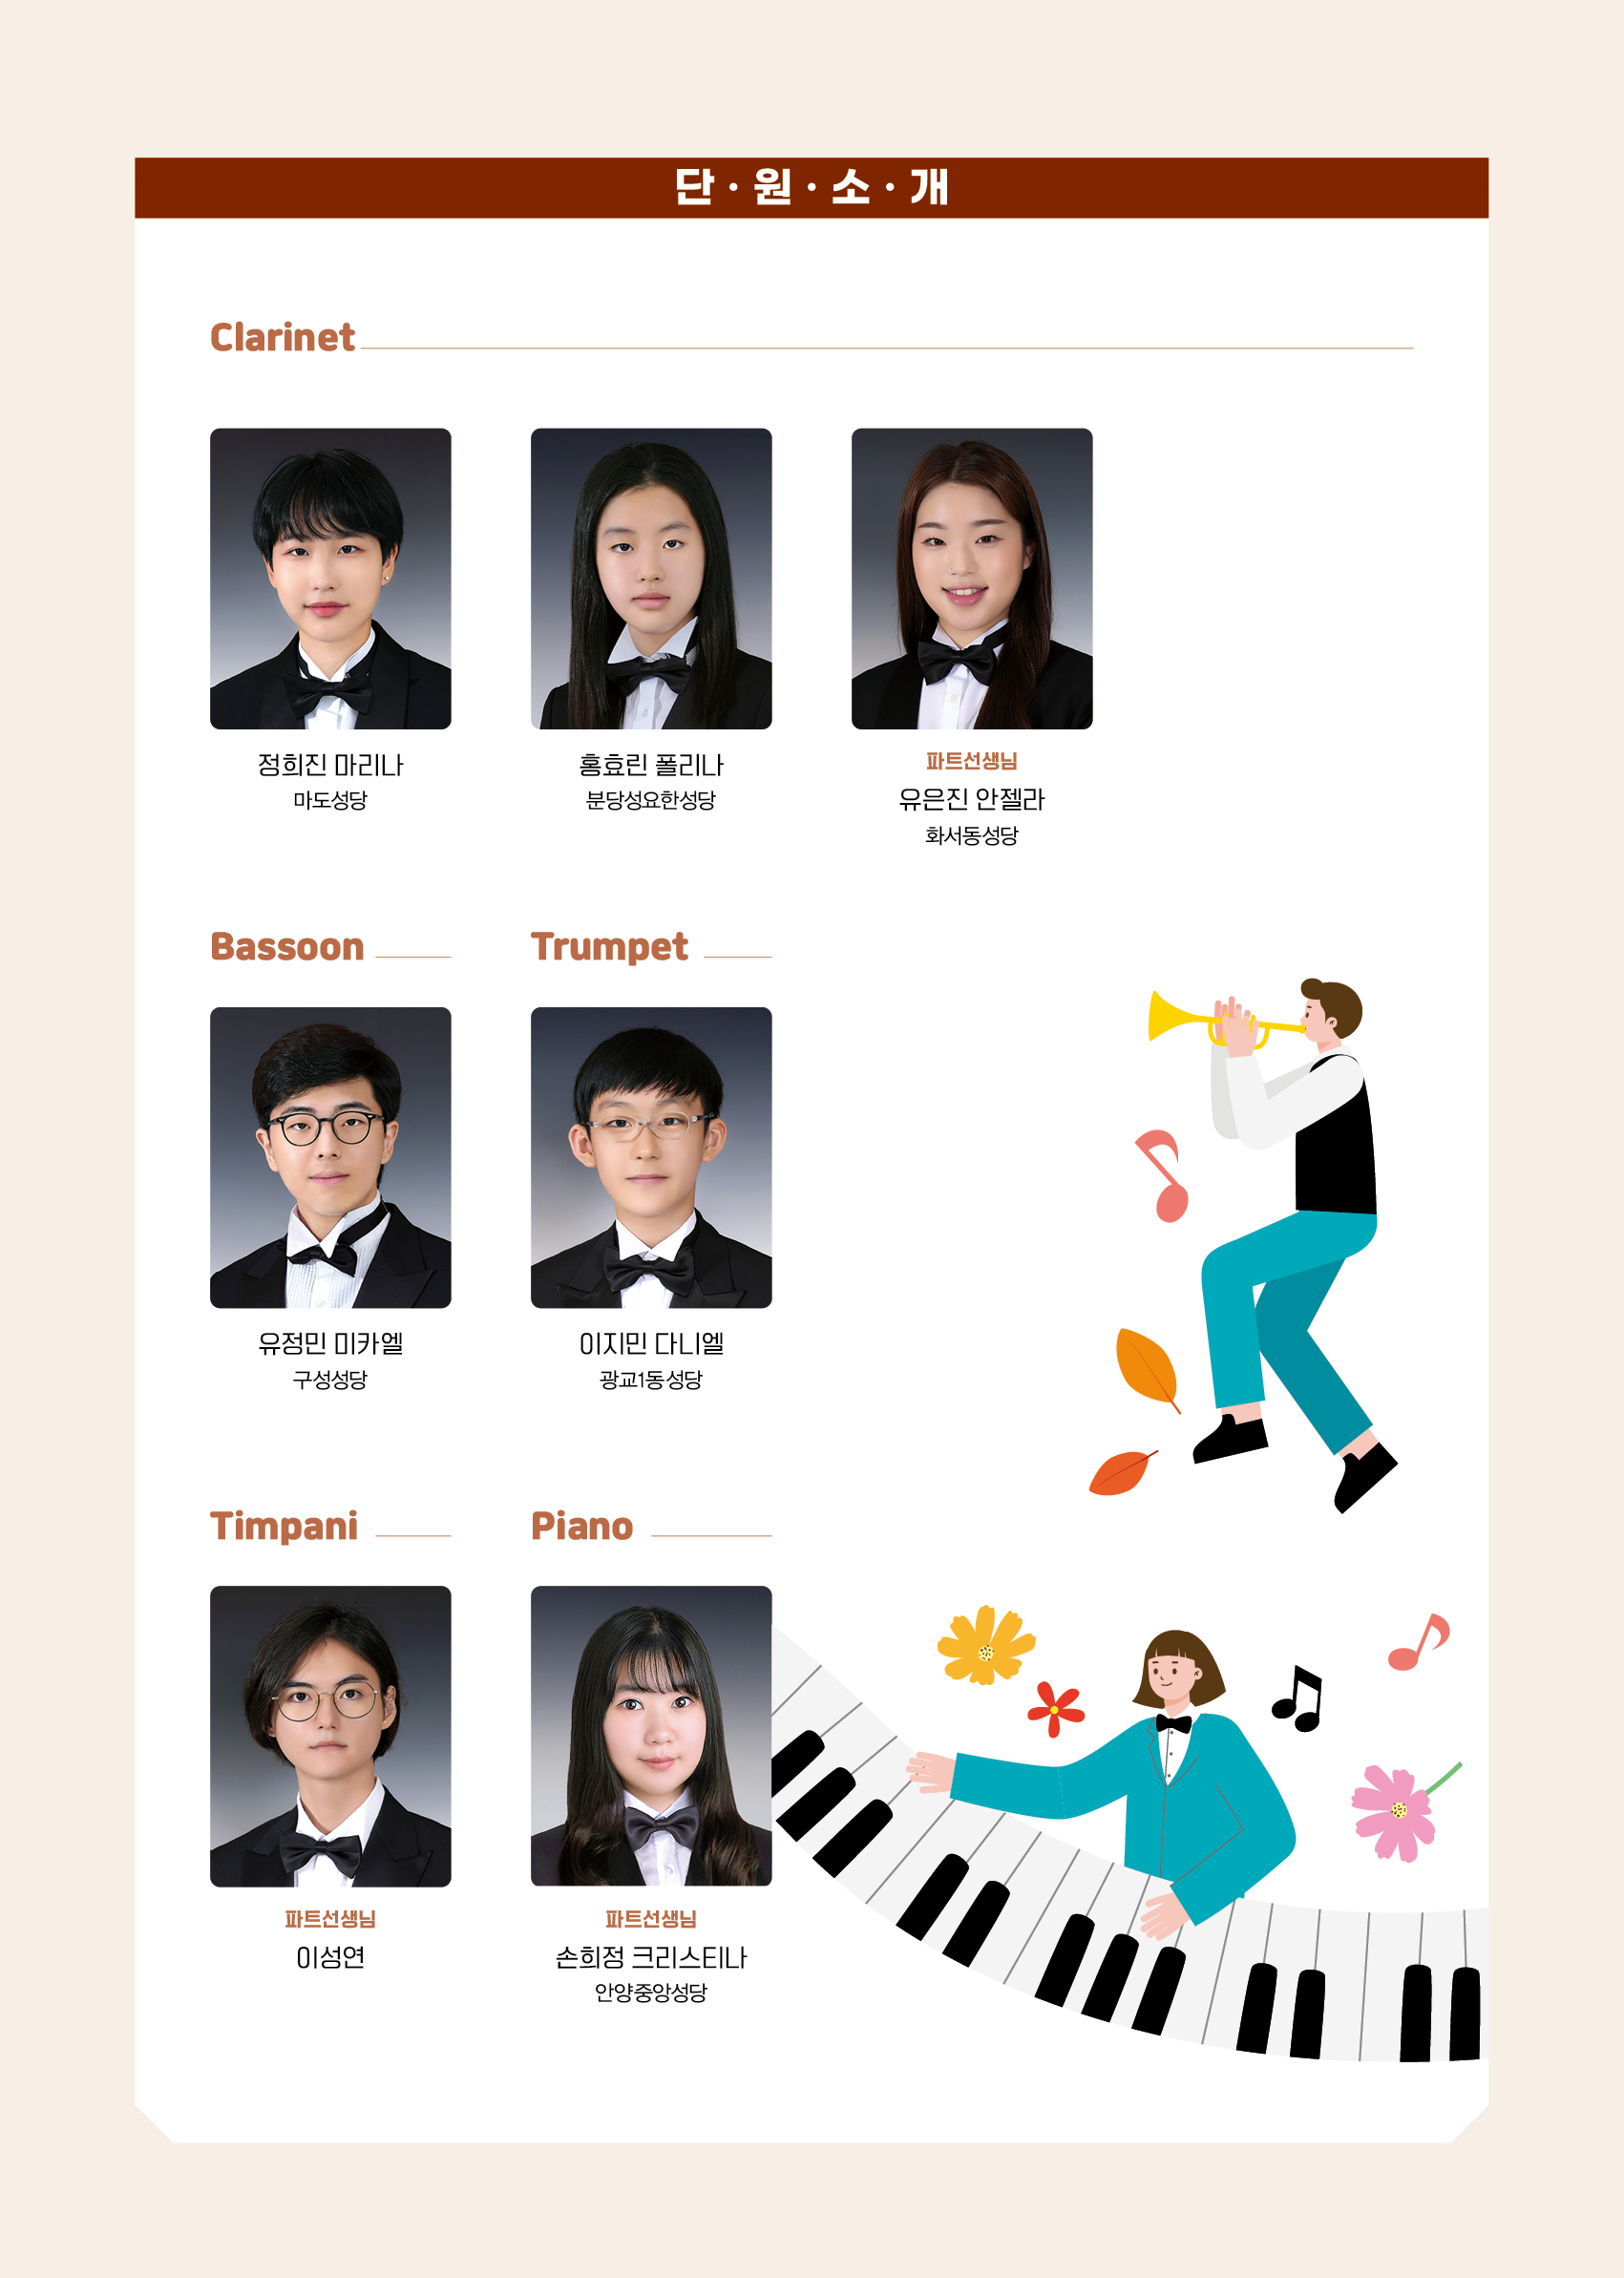 단·원·소·개
Clarinet
정희진 마리나
마도성당
홍효린 폴리나
분당성요한성당
파트선생님
유은진 안젤라
화서동성당
Bassoon
유정민 미카엘
구성성당
Trumpet
이지민 다니엘
광교1동성당
Timpani
파트선생님
이성연
Piano
파트선생님
손희정 크리스티나
안양중앙성당